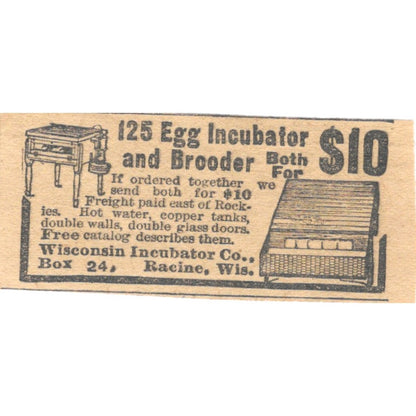 125 Egg Incubator
and Brooder Both For $10
If ordered together we
send both for $10
Freight paid east of Rock-
ies. Hot water, copper tanks,
double walls, double glass doors.
Free catalog describes them.
Wisconsin Incubator Co.,
Box 24, Racine, Wis.